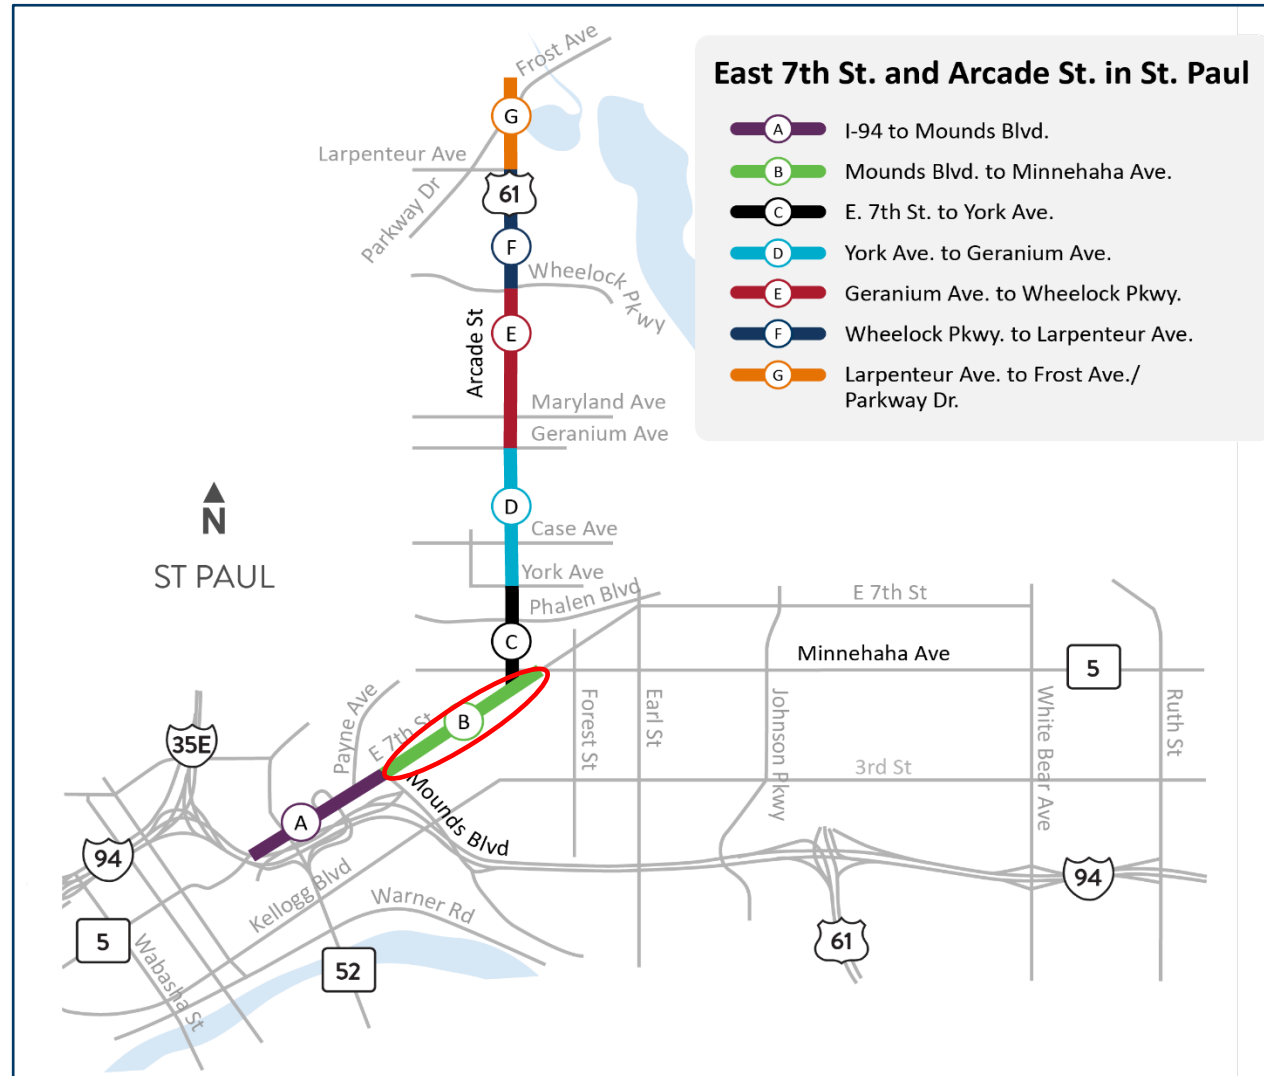 East 7th St. and Arcade St. in St. Paul
A I-94 to Mounds Blvd.
B Mounds Blvd. to Minnehaha Ave.
C E. 7th St. to York Ave.
D York Ave. to Geranium Ave.
E Geranium Ave. to Wheelock Pkwy.
F Wheelock Pkwy. to Larpenteur Ave.
G Larpenteur Ave. to Frost Ave./
Parkway Dr.
Frost Ave
G
Larpenteur Ave
61
Parkway Dr
F
Wheelock Pkwy
Arcade St
E
Maryland Ave
Geranium Ave
N
ST PAUL
D
Case Ave
York Ave
Phalen Blvd
E 7th St
C
Minnehaha Ave
5
35E
Payne Ave
E 7th St
B
Forest St
Earl St
Johnson Pkwy
White Bear Ave
Ruth St
3rd St
A
Mounds Blvd
94
94
Kellogg Blvd
Warner Rd
5
Wabasha St
52
61